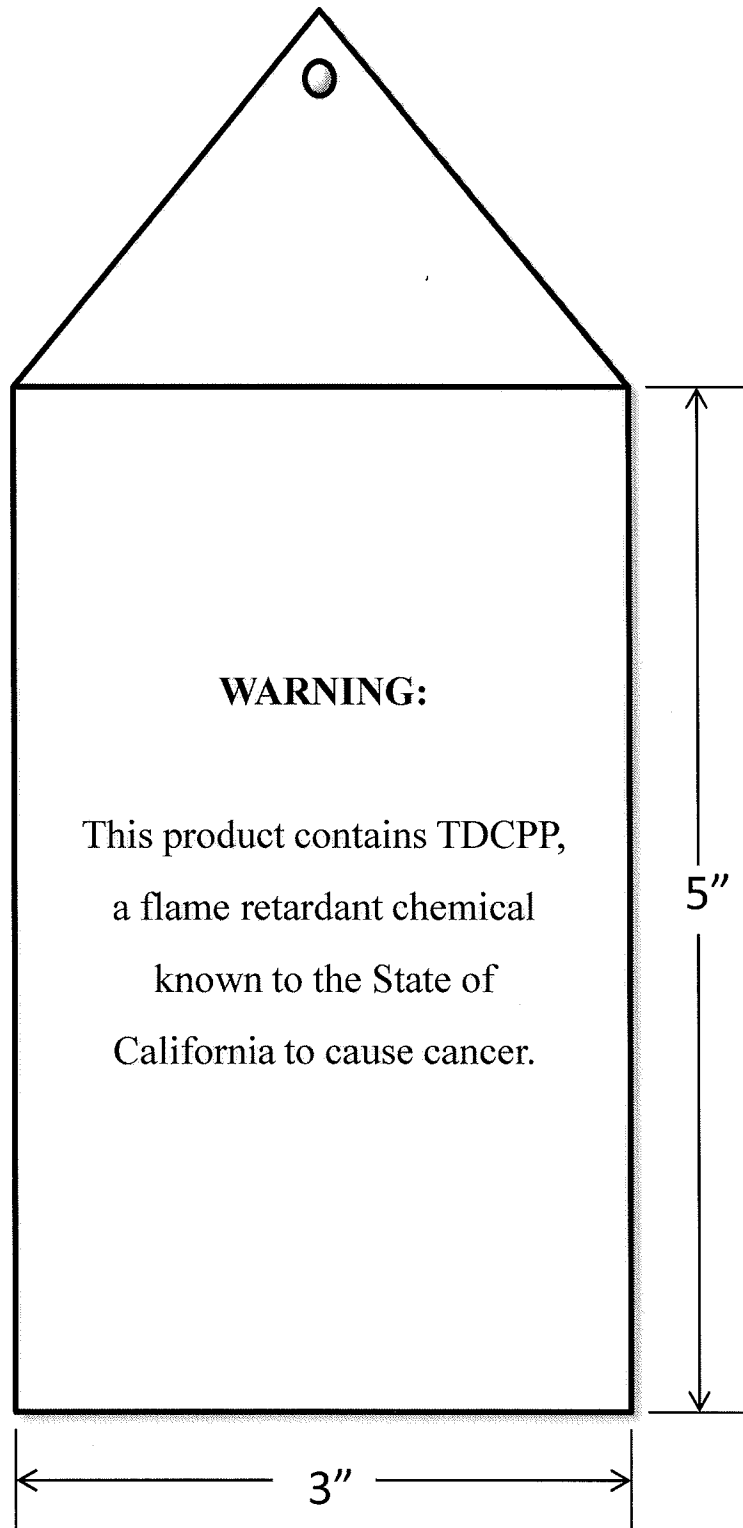 WARNING:
This product contains TDCPP,
a flame retardant chemical
known to the State of
California to cause cancer.
5”
3”